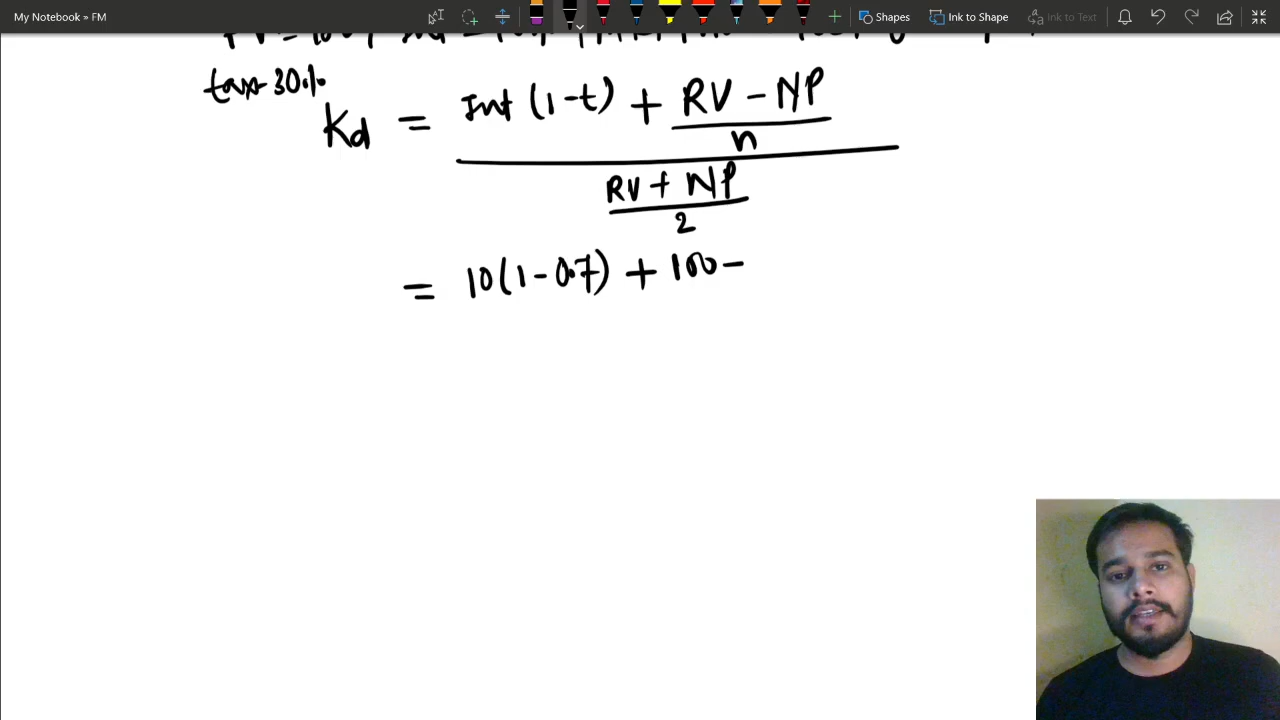 My Notebook » FM
Shapes Ink to Shape Ink to Text
tax-30%
Kd = Int (1-t) + RV - NP
n
RV + NP
2
= 10(1-0.7) + 100 -